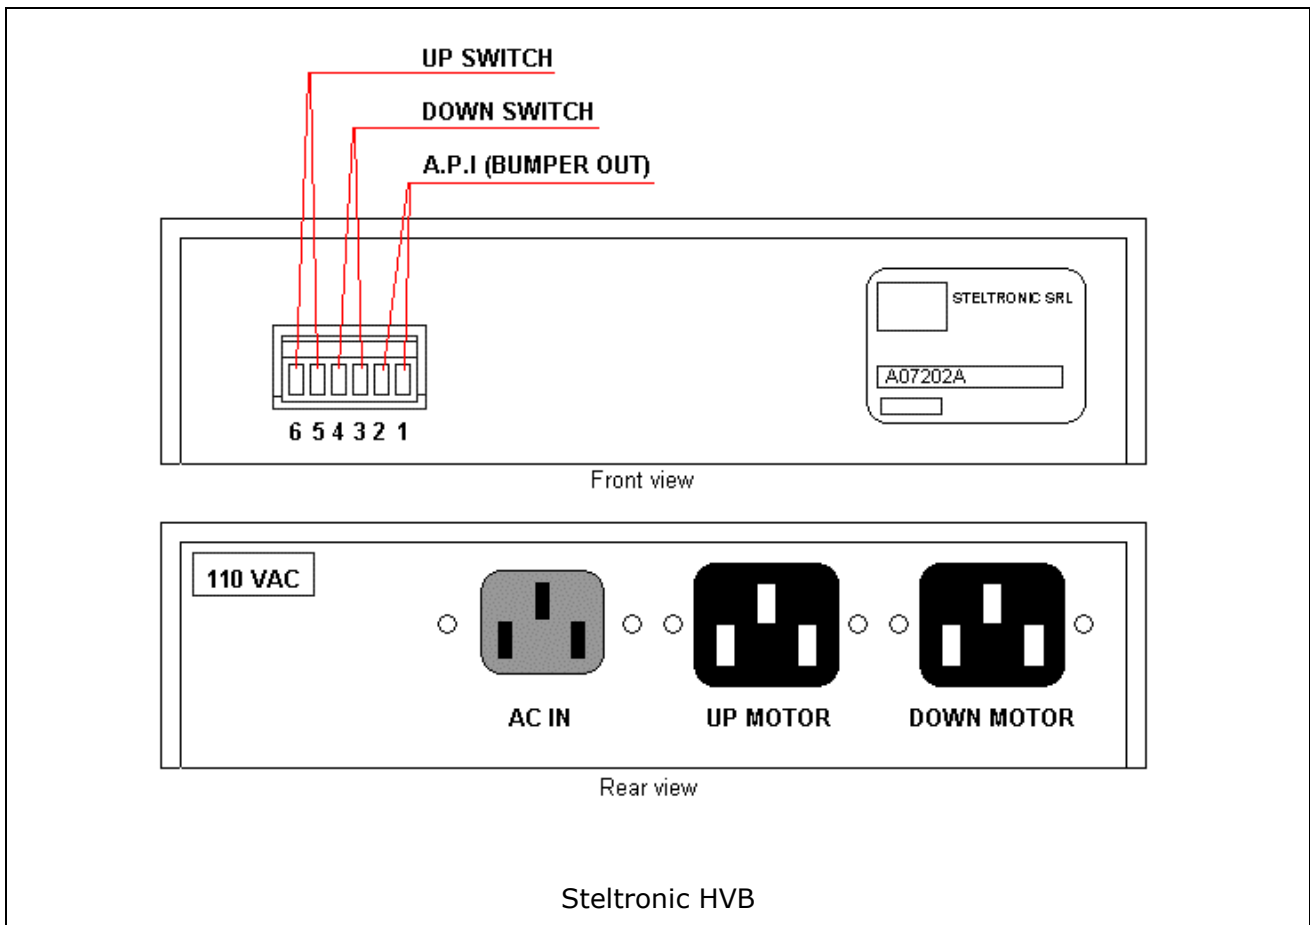 UP SWITCH
DOWN SWITCH
A.P.I (BUMPER OUT)
STELTRONIC SRL
A07202A
6 5 4 3 2 1
Front view
110 VAC
AC IN
UP MOTOR
DOWN MOTOR
Rear view
Steltronic HVB